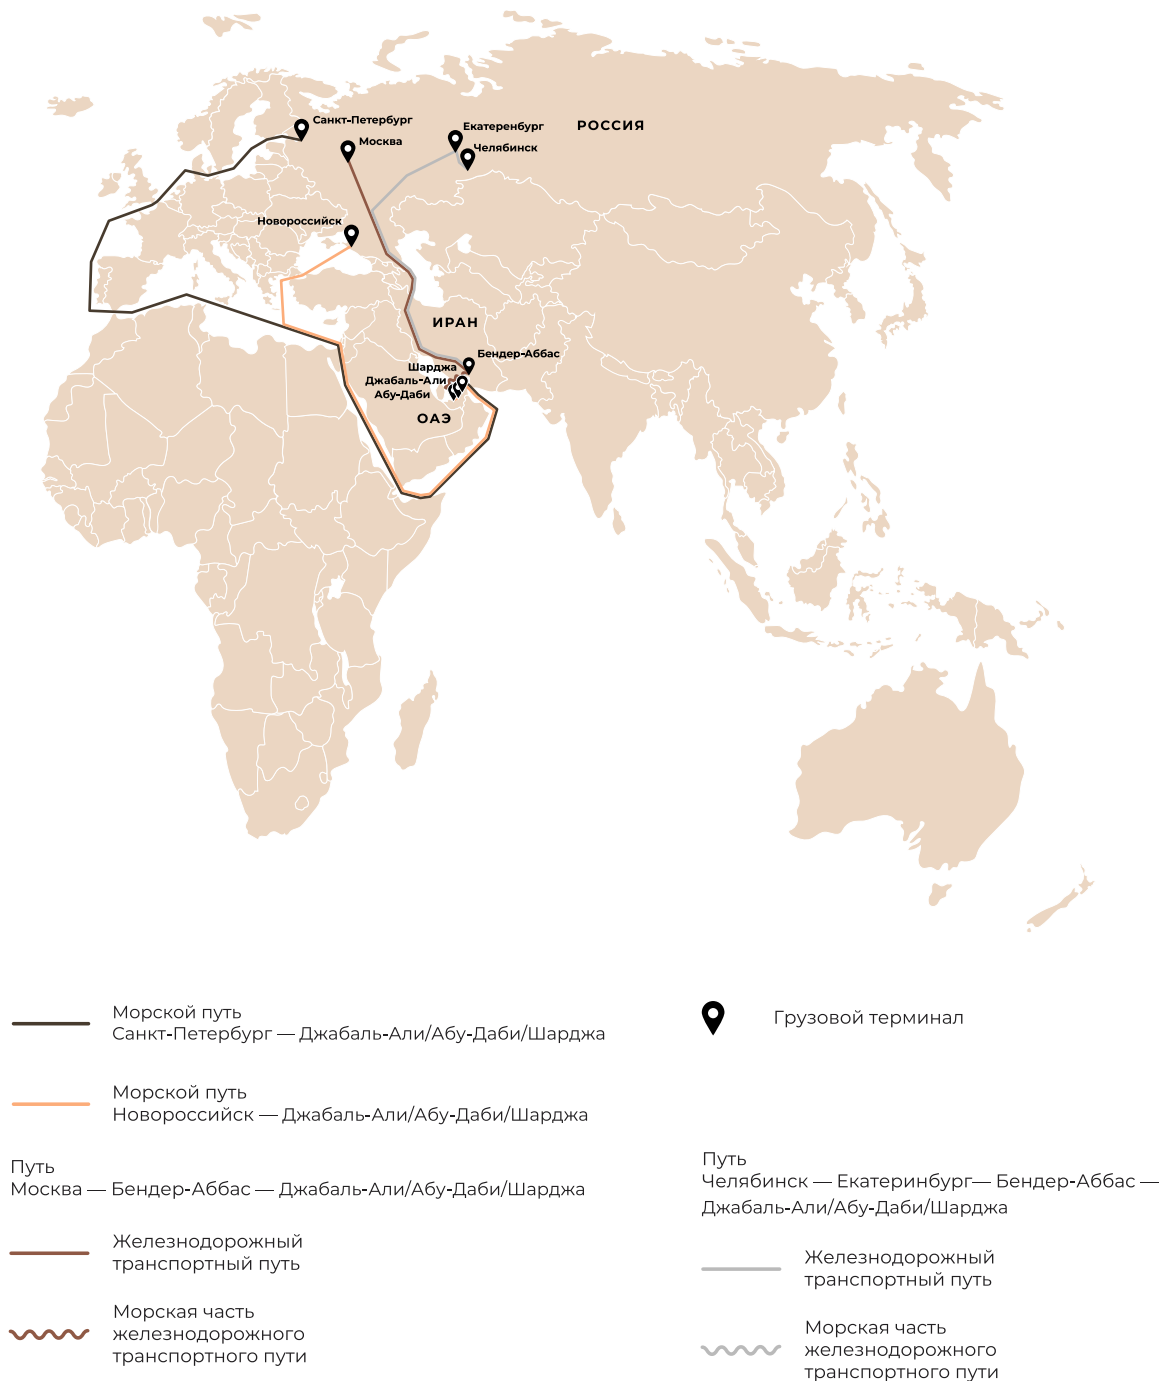 Санкт-Петербург
Москва
Екатеренбург
Челябинск
РОССИЯ
Новороссийск
ИРАН
Бендер-Аббас
Шарджа
Джабаль-Али
Абу-Даби
ОАЭ
Морской путь
Санкт-Петербург — Джабаль-Али/Абу-Даби/Шарджа
Грузовой терминал
Морской путь
Новороссийск — Джабаль-Али/Абу-Даби/Шарджа
Путь
Москва — Бендер-Аббас — Джабаль-Али/Абу-Даби/Шарджа
Железнодорожный
транспортный путь
Морская часть
железнодорожного
транспортного пути
Путь
Челябинск — Екатеринбург— Бендер-Аббас —
Джабаль-Али/Абу-Даби/Шарджа
Железнодорожный
транспортный путь
Морская часть
железнодорожного
транспортного пути